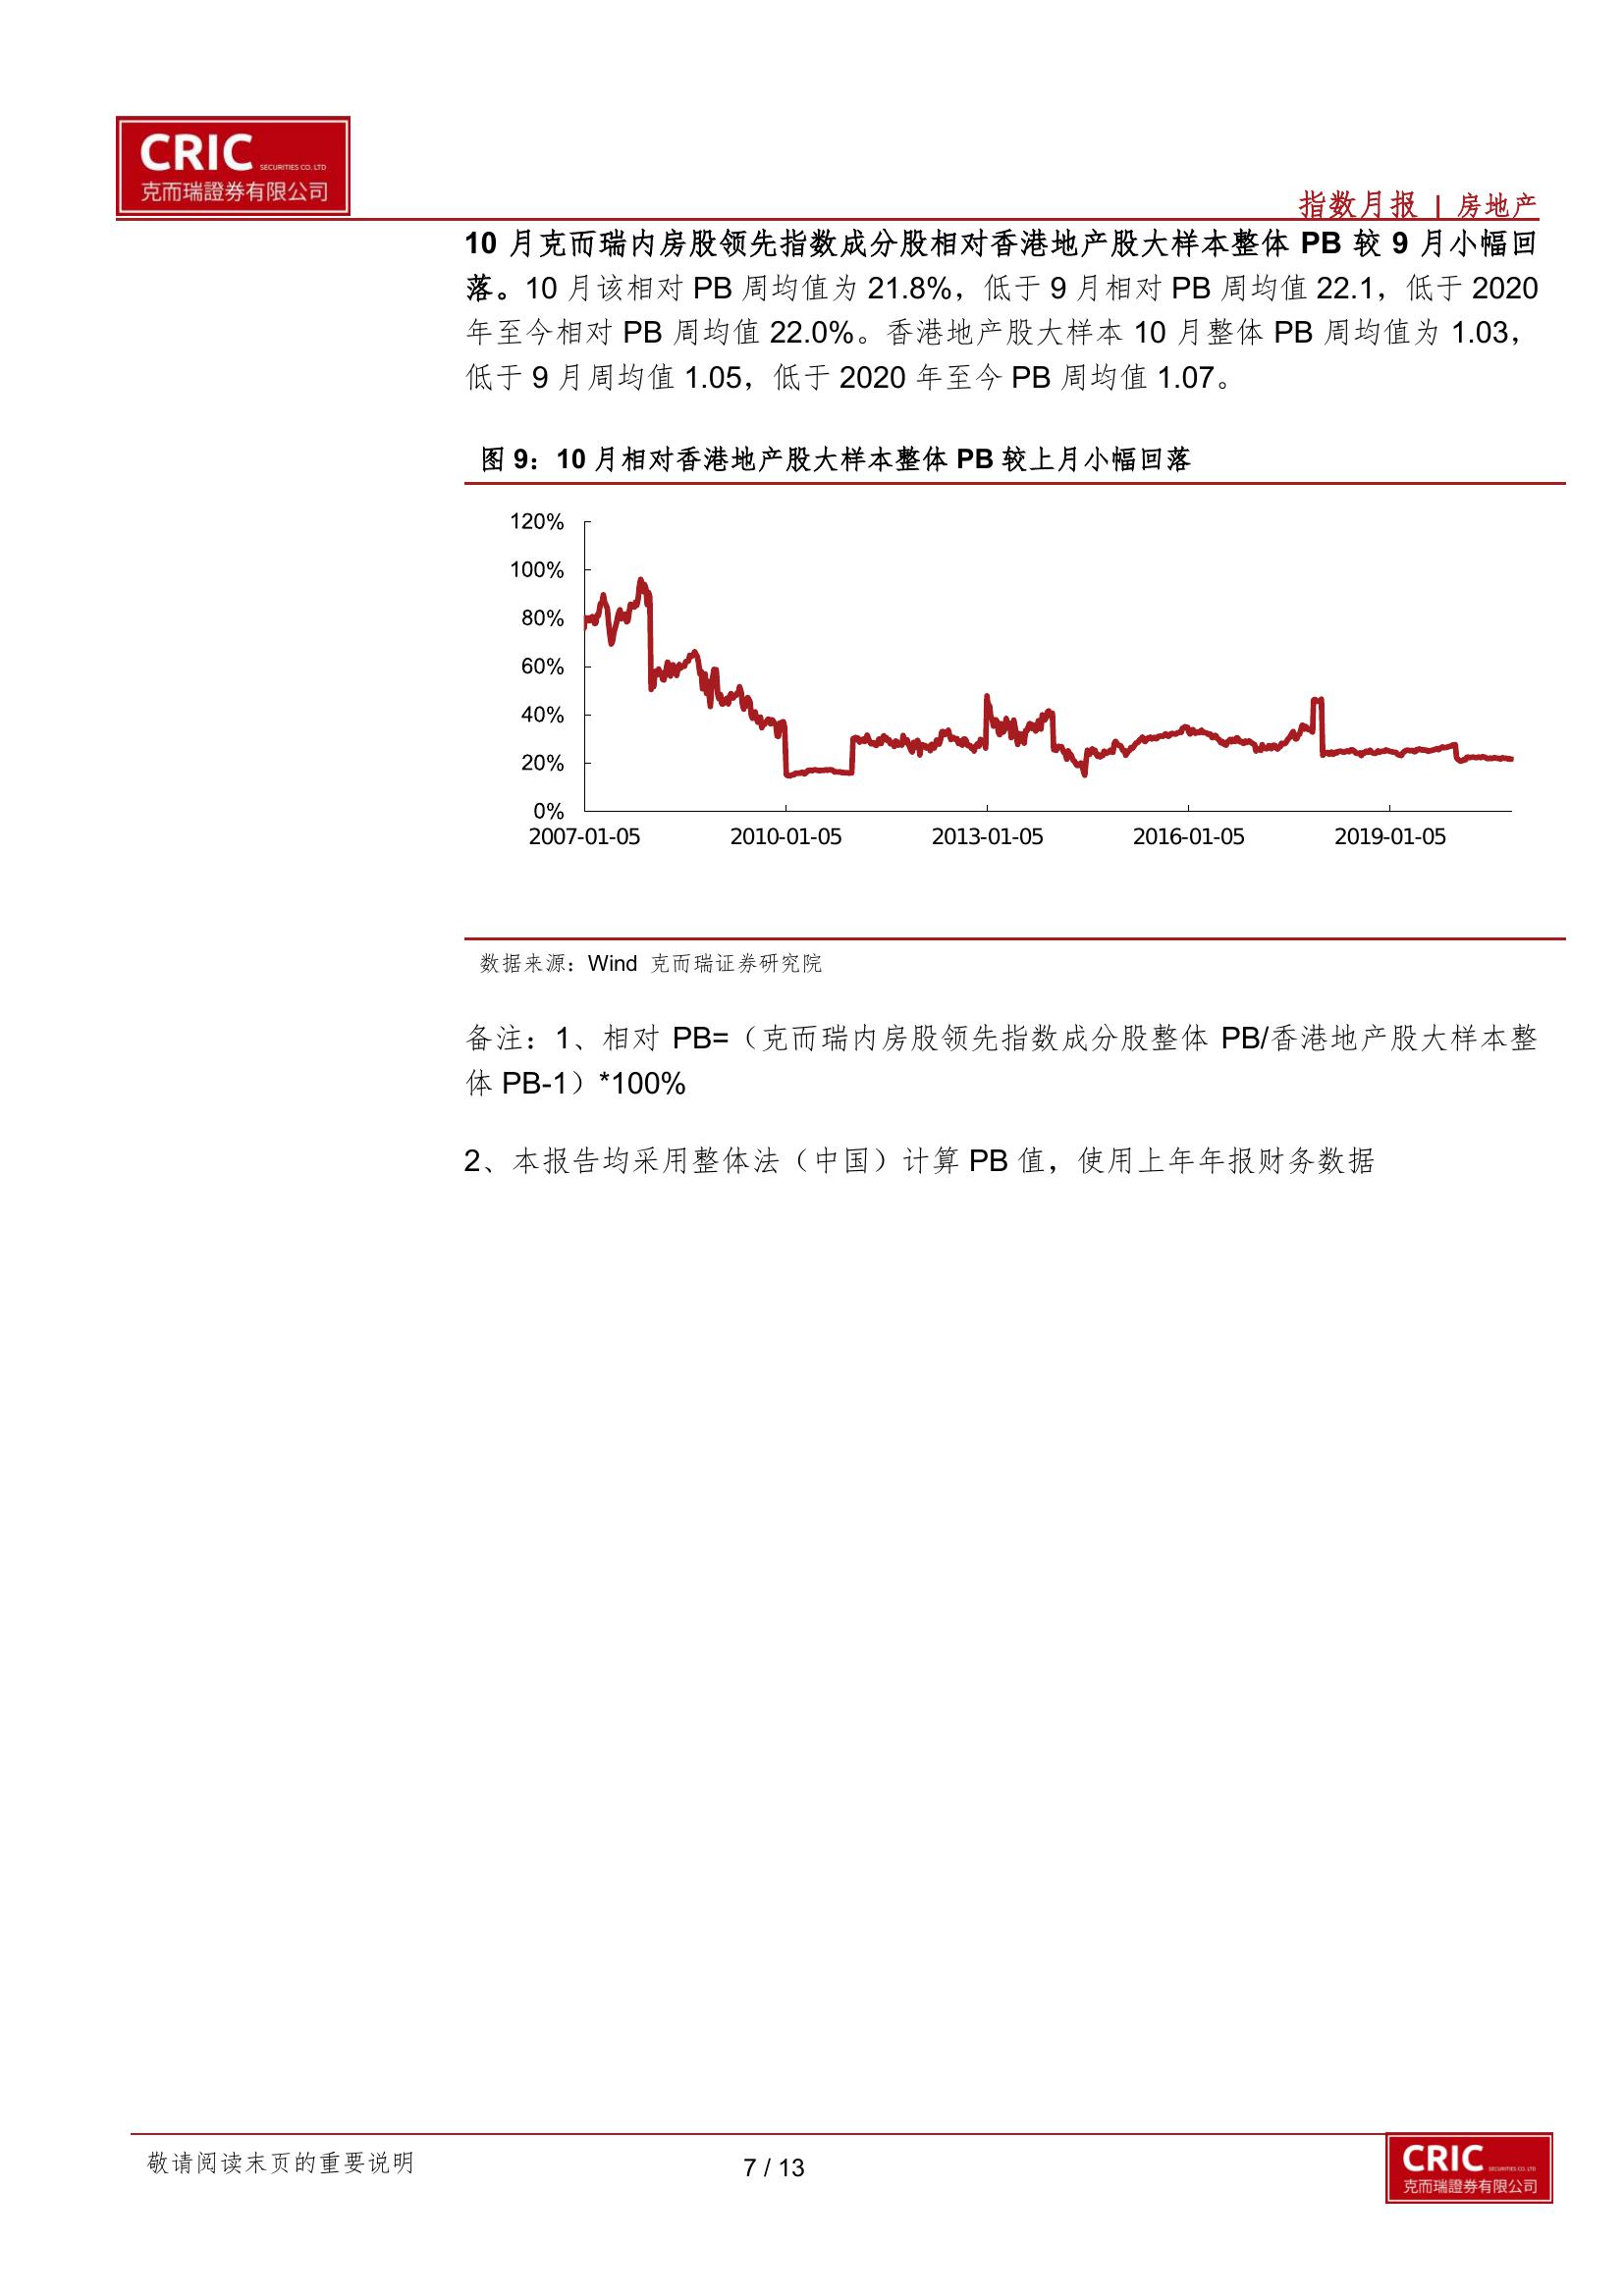 CRIC SECURITIES CO. LTD
克而瑞證券有限公司
指数月报 | 房地产
10 月克而瑞内房股领先指数成分股相对香港地产股大样本整体 PB 较 9 月小幅回
落。10 月该相对 PB 周均值为 21.8%，低于 9 月相对 PB 周均值 22.1，低于 2020
年至今相对 PB 周均值 22.0%。香港地产股大样本 10 月整体 PB 周均值为 1.03，
低于 9 月周均值 1.05，低于 2020 年至今 PB 周均值 1.07。
图 9：10 月相对香港地产股大样本整体 PB 较上月小幅回落
120%
100%
80%
60%
40%
20%
0%
2007-01-05 2010-01-05 2013-01-05 2016-01-05 2019-01-05
数据来源：Wind 克而瑞证券研究院
备注：1、相对 PB=（克而瑞内房股领先指数成分股整体 PB/香港地产股大样本整
体 PB-1）*100%
2、本报告均采用整体法（中国）计算 PB 值，使用上年年报财务数据
敬请阅读末页的重要说明
7 / 13
CRIC SECURITIES CO. LTD
克而瑞證券有限公司